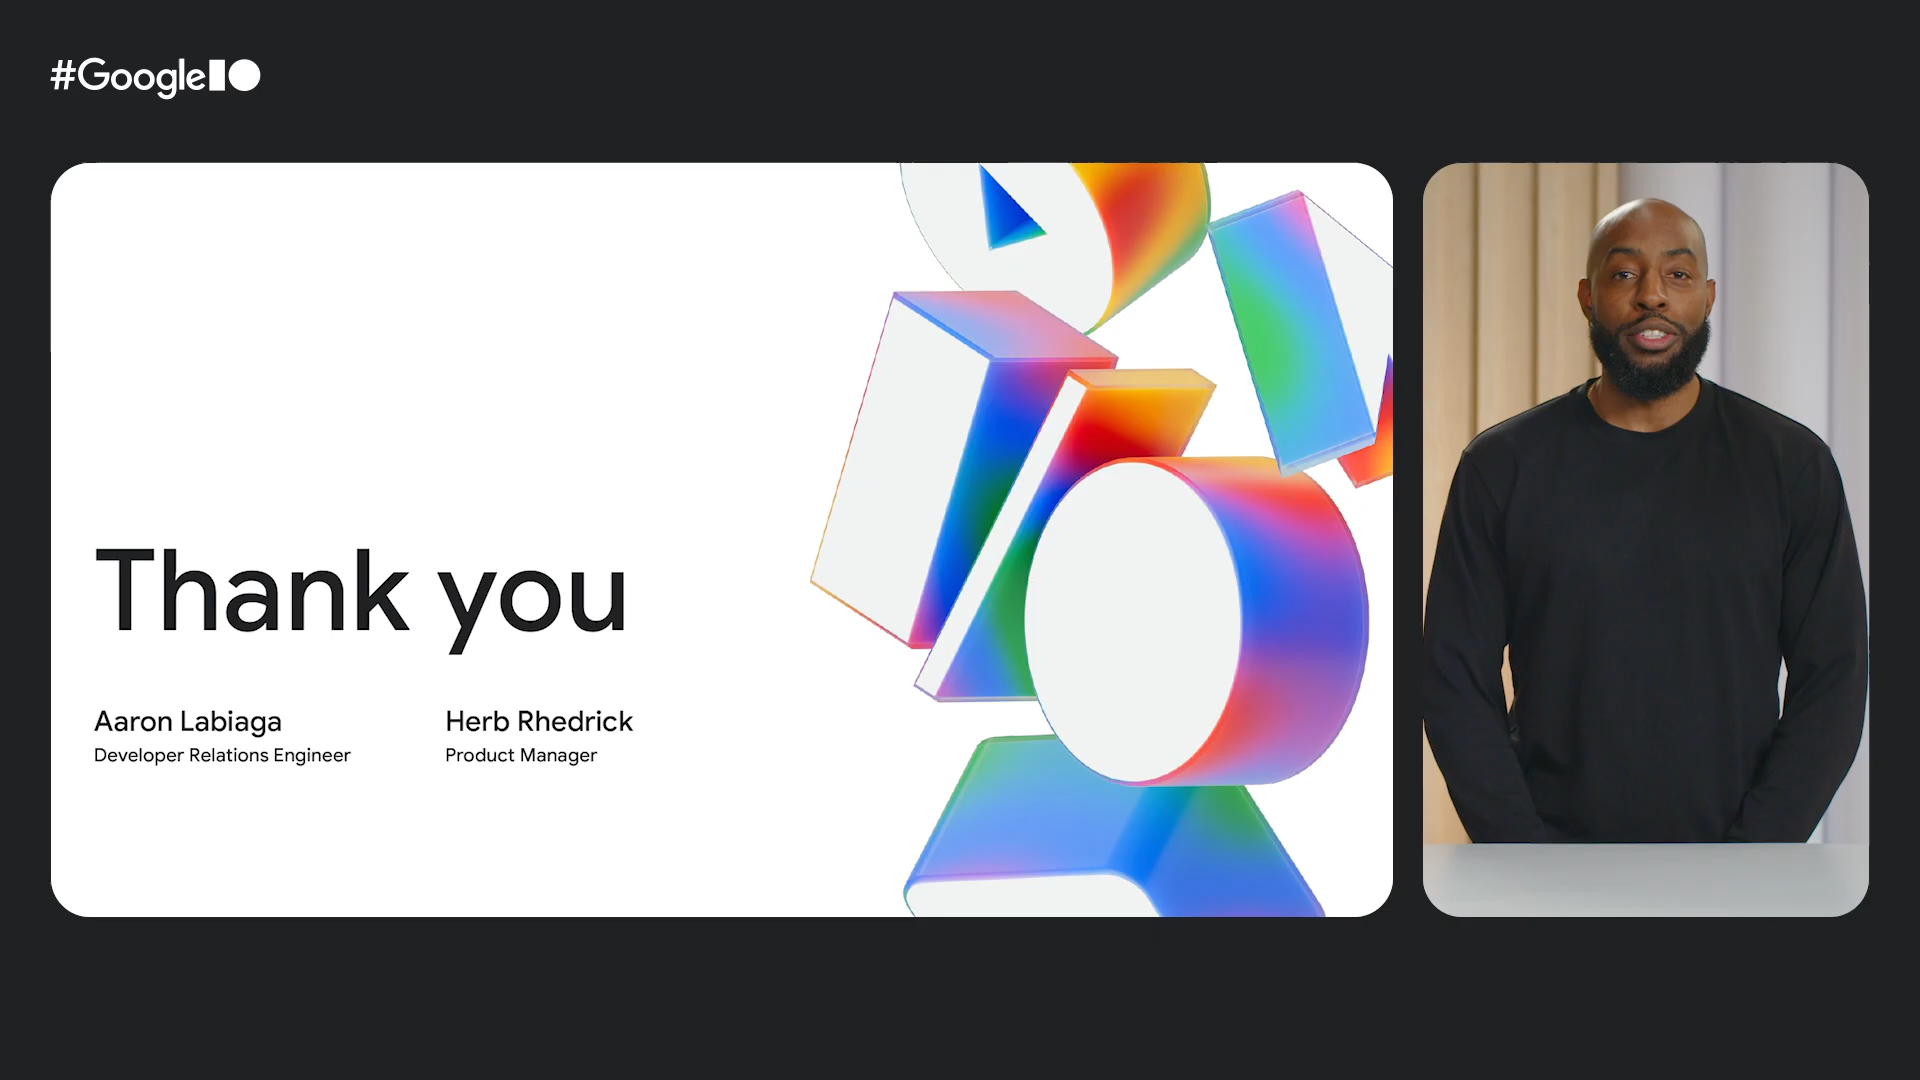 #GoogleIO
Thank you
Aaron Labiaga
Developer Relations Engineer
Herb Rhedrick
Product Manager